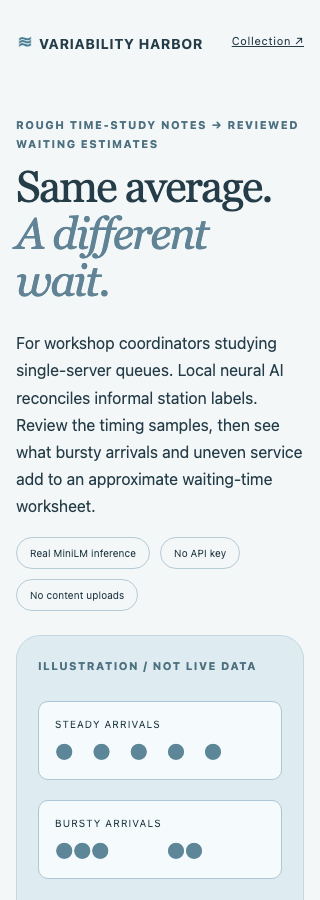 VARIABILITY HARBOR
Collection ↗
ROUGH TIME-STUDY NOTES → REVIEWED
WAITING ESTIMATES
Same average.
A different
wait.
For workshop coordinators studying
single-server queues. Local neural AI
reconciles informal station labels.
Review the timing samples, then see
what bursty arrivals and uneven service
add to an approximate waiting-time
worksheet.
Real MiniLM inference
No API key
No content uploads
ILLUSTRATION / NOT LIVE DATA
STEADY ARRIVALS
BURSTY ARRIVALS